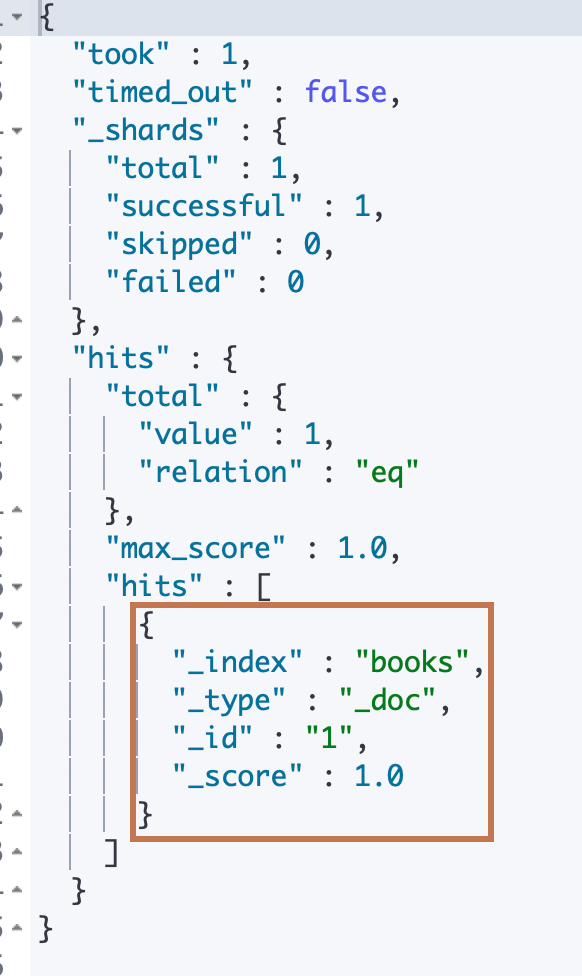 {
"took" : 1,
"timed_out" : false,
"_shards" : {
"total" : 1,
"successful" : 1,
"skipped" : 0,
"failed" : 0
},
"hits" : {
"total" : {
"value" : 1,
"relation" : "eq"
},
"max_score" : 1.0,
"hits" : [
{
"_index" : "books",
"_type" : "_doc",
"_id" : "1",
"_score" : 1.0
}
]
}
}